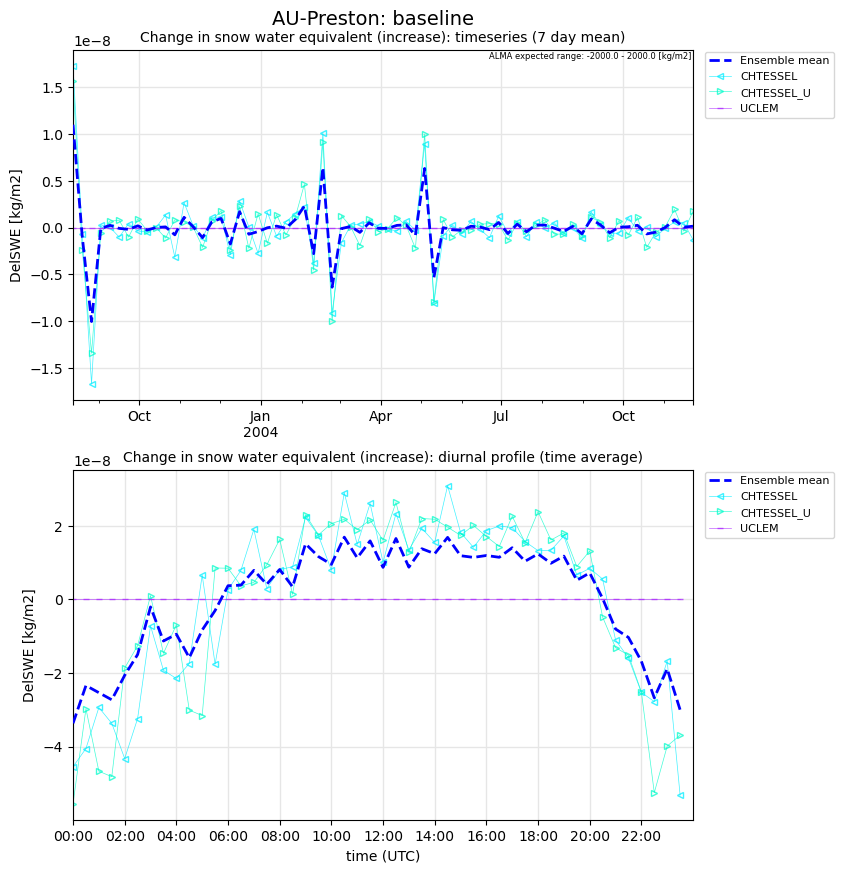 AU-Preston: baseline
Change in snow water equivalent (increase): timeseries (7 day mean)
1e−8
ALMA expected range: -2000.0 - 2000.0 [kg/m2]
Ensemble mean
CHTESSEL
CHTESSEL_U
UCLEM
1.5
1.0
0.5
0.0
−0.5
−1.0
−1.5
DelSWE [kg/m2]
Oct
Jan
2004
Apr
Jul
Oct
Change in snow water equivalent (increase): diurnal profile (time average)
1e−8
Ensemble mean
CHTESSEL
CHTESSEL_U
UCLEM
2
0
−2
−4
DelSWE [kg/m2]
00:00 02:00 04:00 06:00 08:00 10:00 12:00 14:00 16:00 18:00 20:00 22:00
time (UTC)